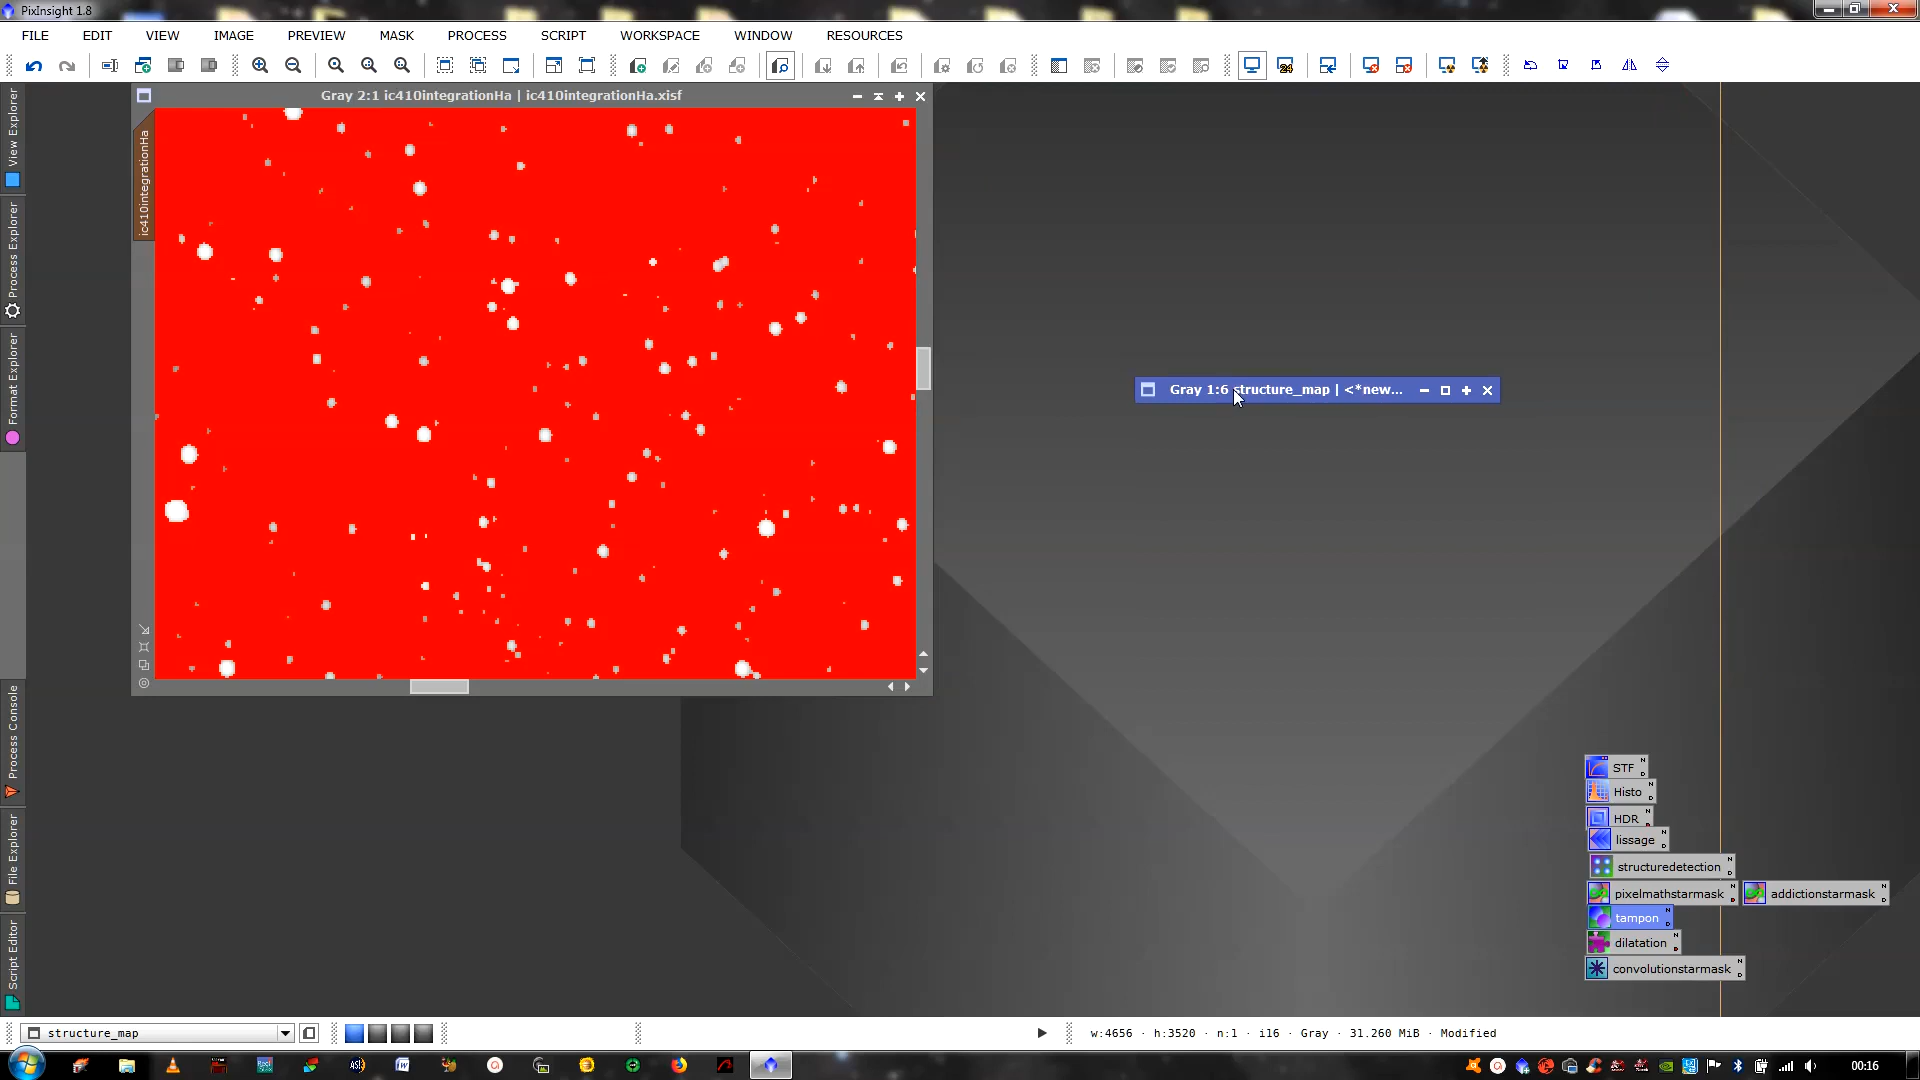 PixInsight 1.8
FILE EDIT VIEW IMAGE PREVIEW MASK PROCESS SCRIPT WORKSPACE WINDOW RESOURCES
24
Gray 2:1 ic410integrationHa | ic410integrationHa.xisf
ic410integrationHa
View Explorer
Process Explorer
Format Explorer
Process Console
File Explorer
Script Editor
Gray 1:6 structure_map | <*new...
STF
Histo
HDR
lissage
structuredetection
pixelmathstarmask
addictionstarmask
tampon
dilatation
convolutionstarmask
structure_map
w:4656 · h:3520 · n:1 · i16 · Gray · 31.260 MiB · Modified
00:16